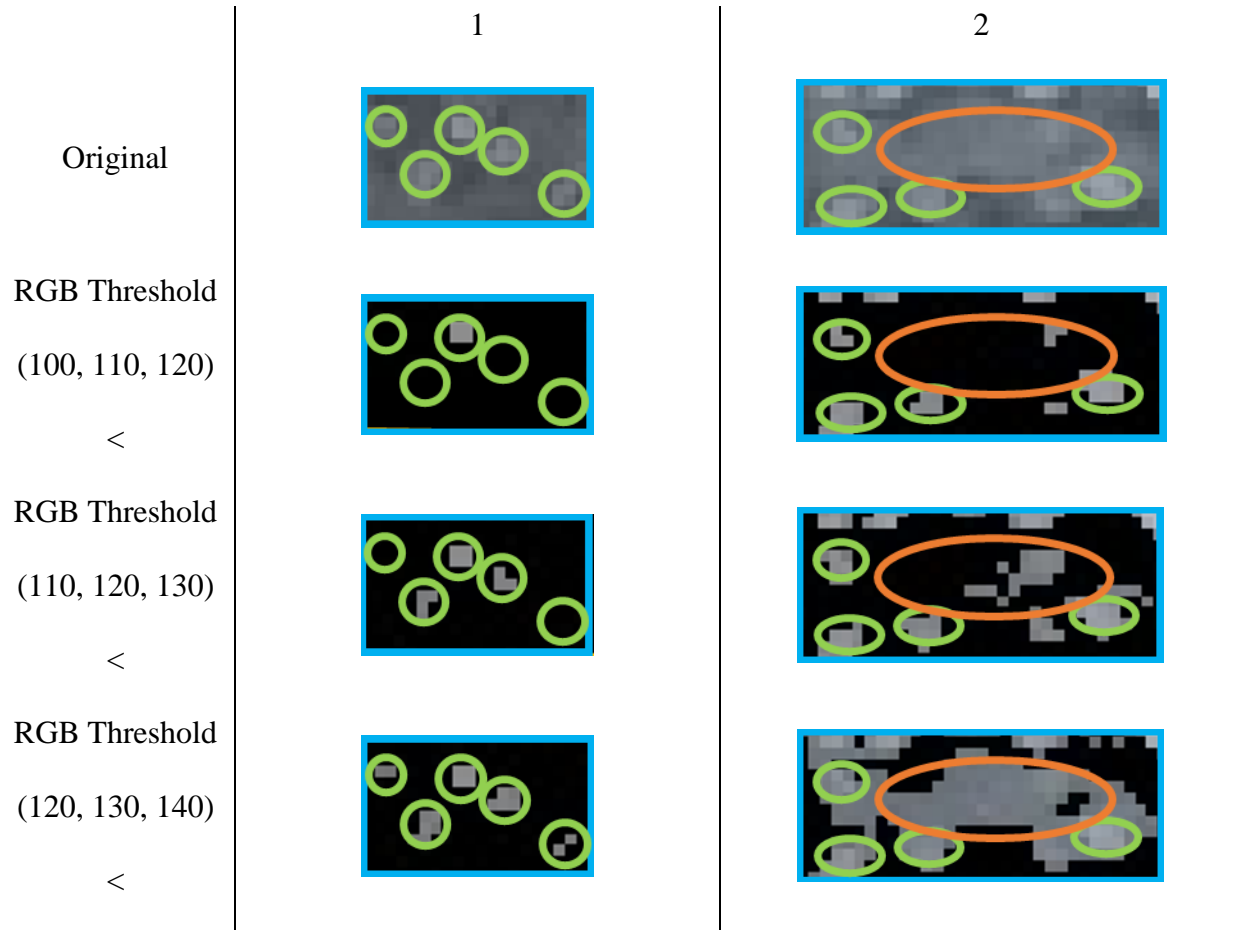 1
2
Original
RGB Threshold
(100, 110, 120)
<
RGB Threshold
(110, 120, 130)
<
RGB Threshold
(120, 130, 140)
<